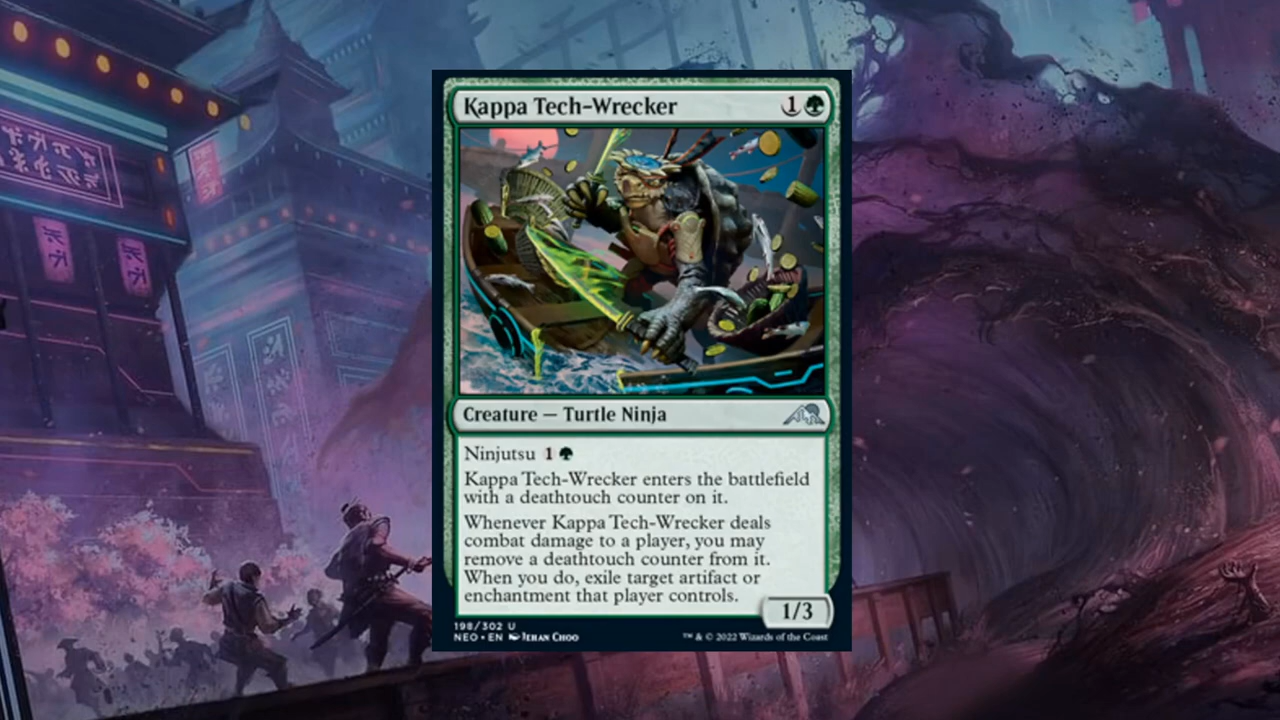 Kappa Tech-Wrecker 1
Creature — Turtle Ninja
Ninjutsu 1
Kappa Tech-Wrecker enters the battlefield
with a deathtouch counter on it.
Whenever Kappa Tech-Wrecker deals
combat damage to a player, you may
remove a deathtouch counter from it.
When you do, exile target artifact or
enchantment that player controls.
1/3
198/302 U
NEO • EN JEHAN CHOO
™ & © 2022 Wizards of the Coast